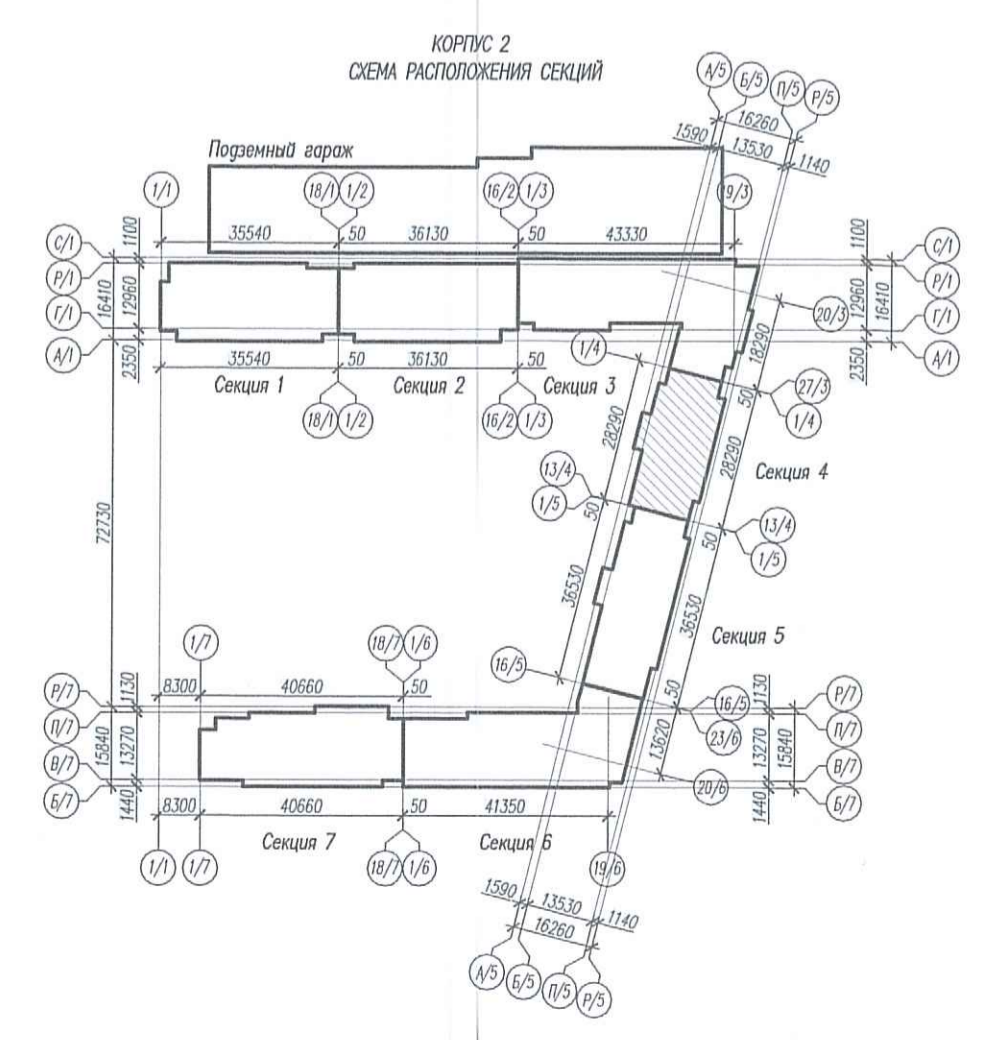 КОРПУС 2
СХЕМА РАСПОЛОЖЕНИЯ СЕКЦИЙ
А/5 Б/5 П/5 Р/5
16260
1590 13530 1140
Подземный гараж
1/1 18/1 1/2 16/2 1/3 19/3
35540 50 36130 50 43330
С/1 1100 1100 С/1
Р/1 16410 12960 12960 16410 Р/1
Г/1 Г/1
А/1 2350 2350 А/1
20/3
18290
1/4
35540 50 36130 50
Секция 1 Секция 2 Секция 3
18/1 1/2 16/2 1/3
27/3
50 1/4
28290 28290
Секция 4
13/4 13/4
1/5 50 50 1/5
72730
36530 36530
Секция 5
1/7 18/7 1/6
16/5 50 16/5
23/6
8300 40660 50
Р/7 1130 1130 Р/7
П/7 15840 13270 13620 13270 15840 П/7
В/7 20/6 В/7
Б/7 1440 1440 Б/7
8300 40660 50 41350
Секция 7 Секция 6
1/1 1/7 18/7 1/6 19/6
1590 13530 1140
16260
А/5 Б/5 П/5 Р/5